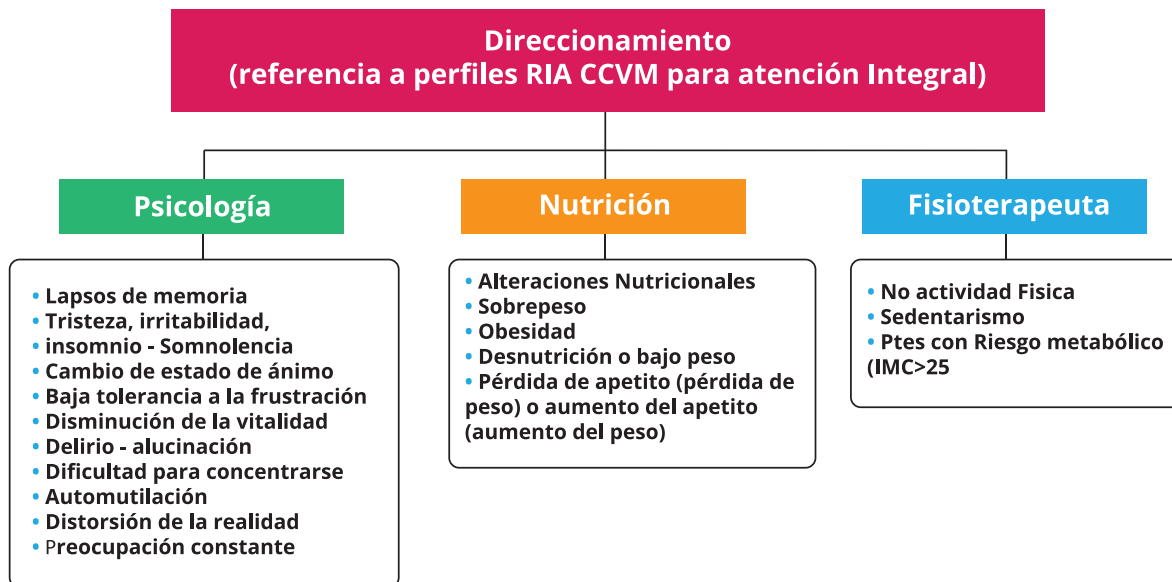 Direccionamiento
(referencia a perfiles RIA CCVM para atención Integral)
Psicología
• Lapsos de memoria
• Tristeza, irritabilidad,
• insomnio - Somnolencia
• Cambio de estado de ánimo
• Baja tolerancia a la frustración
• Disminución de la vitalidad
• Delirio - alucinación
• Dificultad para concentrarse
• Automutilación
• Distorsión de la realidad
• Preocupación constante
Nutrición
• Alteraciones Nutricionales
• Sobrepeso
• Obesidad
• Desnutrición o bajo peso
• Pérdida de apetito (pérdida de
peso) o aumento del apetito
(aumento del peso)
Fisioterapeuta
• No actividad Fisica
• Sedentarismo
• Ptes con Riesgo metabólico
(IMC>25